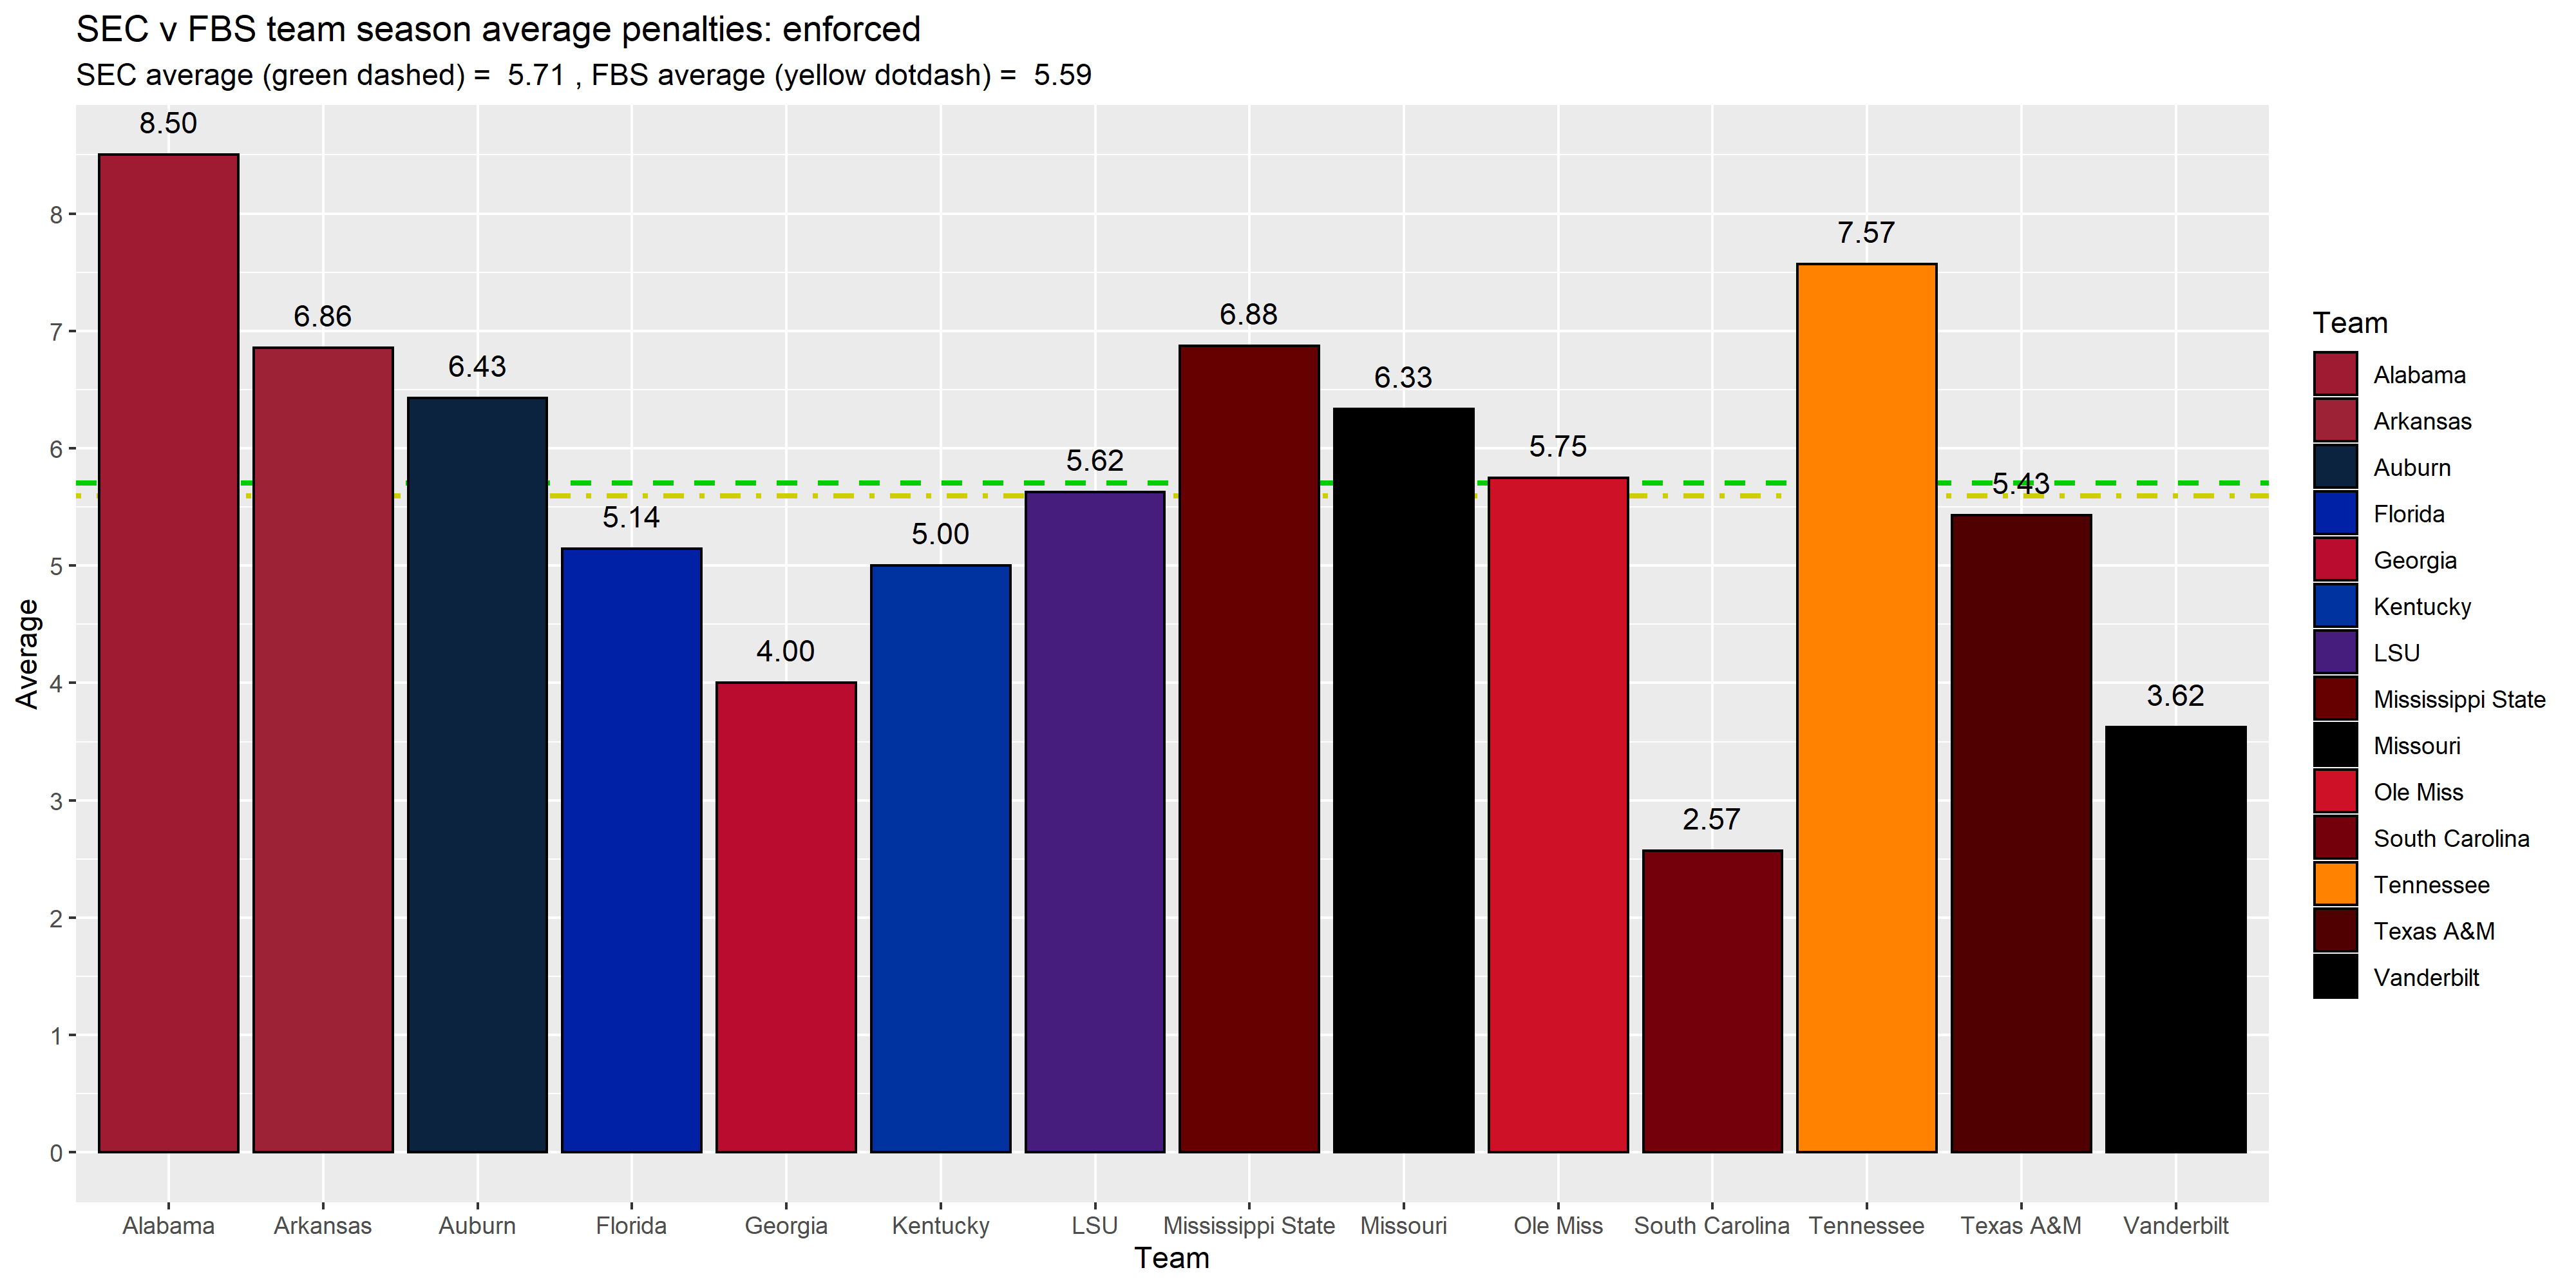 SEC v FBS team season average penalties: enforced
SEC average (green dashed) =  5.71 , FBS average (yellow dotdash) =  5.59
Average
8
7
6
5
4
3
2
1
0
8.50
6.86
6.43
5.14
4.00
5.00
5.62
6.88
6.33
5.75
2.57
7.57
5.43
3.62
Alabama
Arkansas
Auburn
Florida
Georgia
Kentucky
LSU
Mississippi State
Missouri
Ole Miss
South Carolina
Tennessee
Texas A&M
Vanderbilt
Team
Team
Alabama
Arkansas
Auburn
Florida
Georgia
Kentucky
LSU
Mississippi State
Missouri
Ole Miss
South Carolina
Tennessee
Texas A&M
Vanderbilt